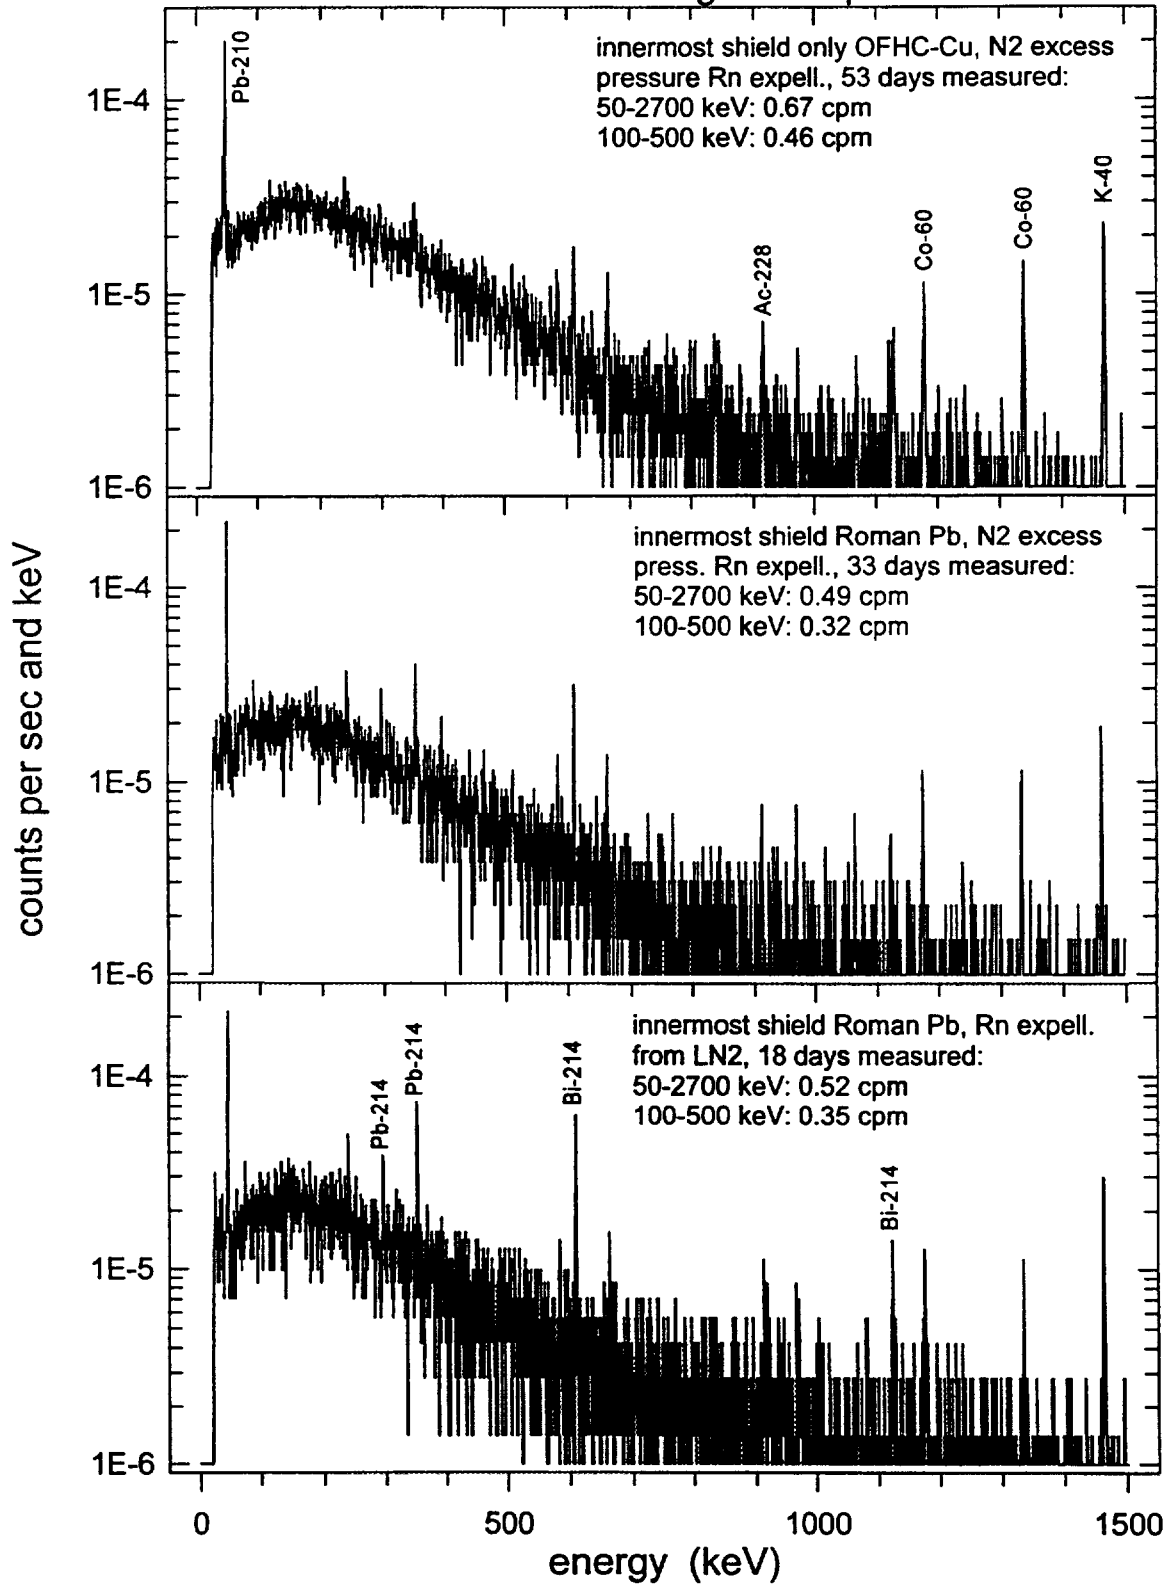 Pb-210
innermost shield only OFHC-Cu, N2 excess
pressure Rn expell., 53 days measured:
50-2700 keV: 0.67 cpm
100-500 keV: 0.46 cpm
1E-4
K-40
Co-60
Co-60
Ac-228
1E-5
1E-6
innermost shield Roman Pb, N2 excess
press. Rn expell., 33 days measured:
50-2700 keV: 0.49 cpm
100-500 keV: 0.32 cpm
1E-4
1E-5
1E-6
counts per sec and keV
innermost shield Roman Pb, Rn expell.
from LN2, 18 days measured:
50-2700 keV: 0.52 cpm
100-500 keV: 0.35 cpm
1E-4
Pb-214
Pb-214
Bi-214
Bi-214
1E-5
1E-6
0 500 1000 1500
energy (keV)